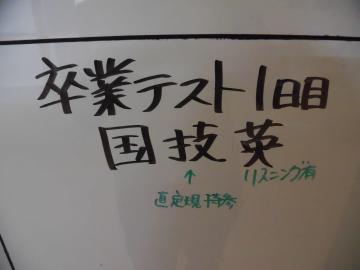 卒業テスト1日目
国技英
↑ リスニング有
直定規持参